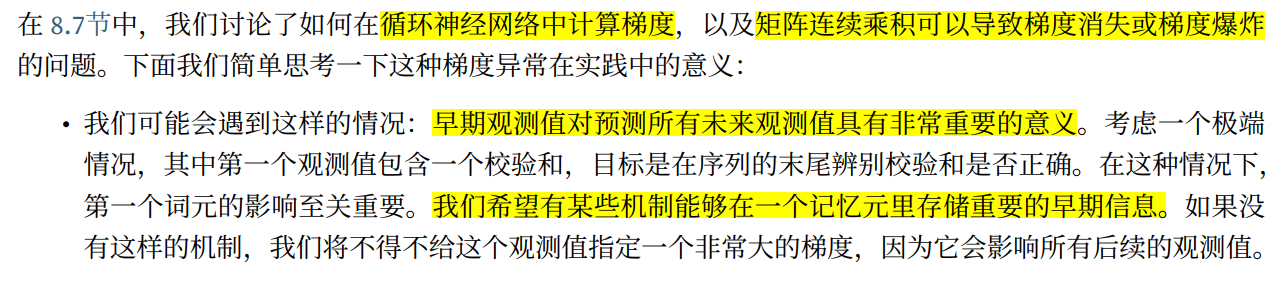 在 8.7节中，我们讨论了如何在循环神经网络中计算梯度，以及矩阵连续乘积可以导致梯度消失或梯度爆炸
的问题。下面我们简单思考一下这种梯度异常在实践中的意义：
• 我们可能会遇到这样的情况：早期观测值对预测所有未来观测值具有非常重要的意义。考虑一个极端
情况，其中第一个观测值包含一个校验和，目标是在序列的末尾辨别校验和是否正确。在这种情况下，
第一个词元的影响至关重要。我们希望有某些机制能够在一个记忆元里存储重要的早期信息。如果没
有这样的机制，我们将不得不给这个观测值指定一个非常大的梯度，因为它会影响所有后续的观测值。